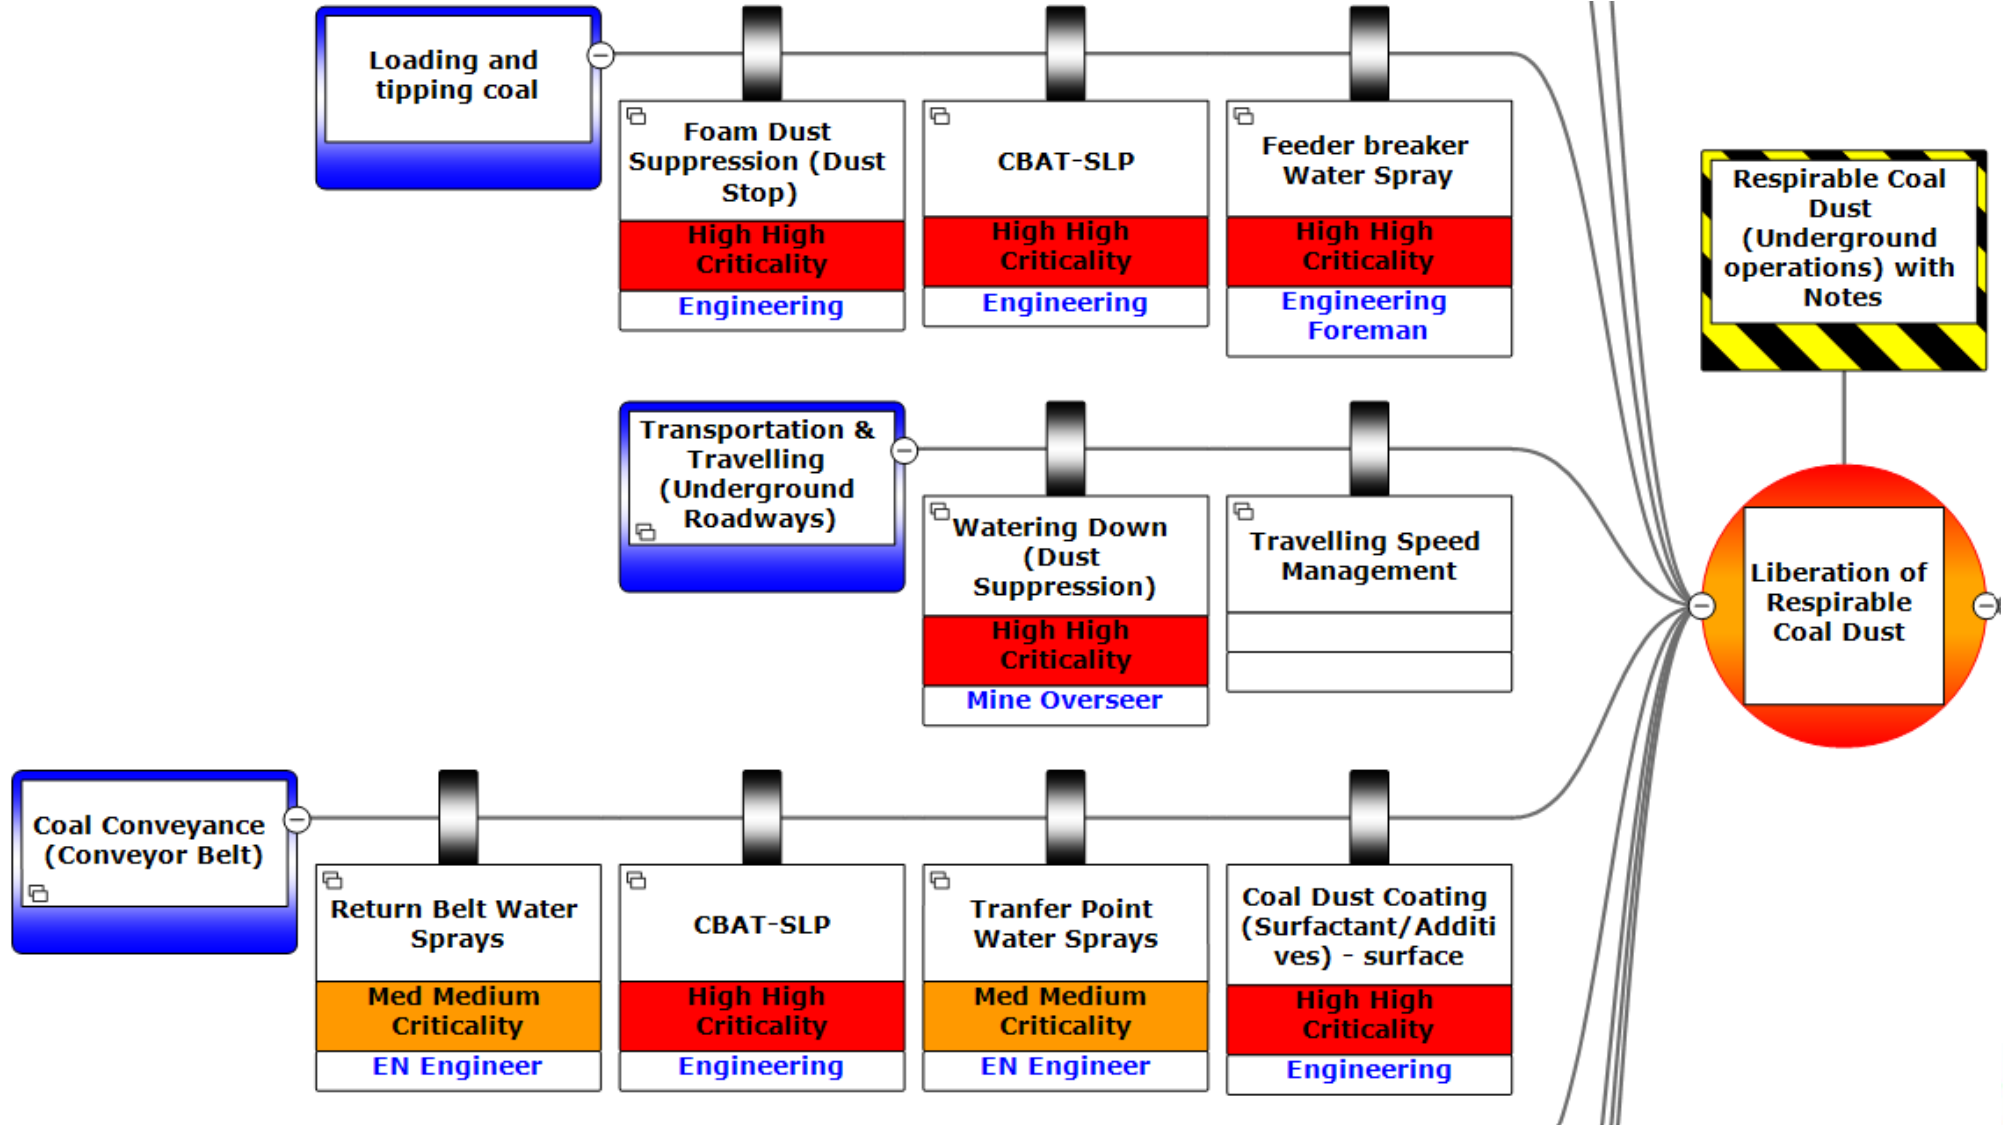 Loading and
tipping coal
Foam Dust
Suppression (Dust
Stop)
High High
Criticality
Engineering
CBAT-SLP
High High
Criticality
Engineering
Feeder breaker
Water Spray
High High
Criticality
Engineering
Foreman
Respirable Coal
Dust
(Underground
operations) with
Notes
Transportation &
Travelling
(Underground
Roadways)
Watering Down
(Dust
Suppression)
High High
Criticality
Mine Overseer
Travelling Speed
Management
Liberation of
Respirable
Coal Dust
Coal Conveyance
(Conveyor Belt)
Return Belt Water
Sprays
Med Medium
Criticality
EN Engineer
CBAT-SLP
High High
Criticality
Engineering
Tranfer Point
Water Sprays
Med Medium
Criticality
EN Engineer
Coal Dust Coating
(Surfactant/Additi
ves) - surface
High High
Criticality
Engineering